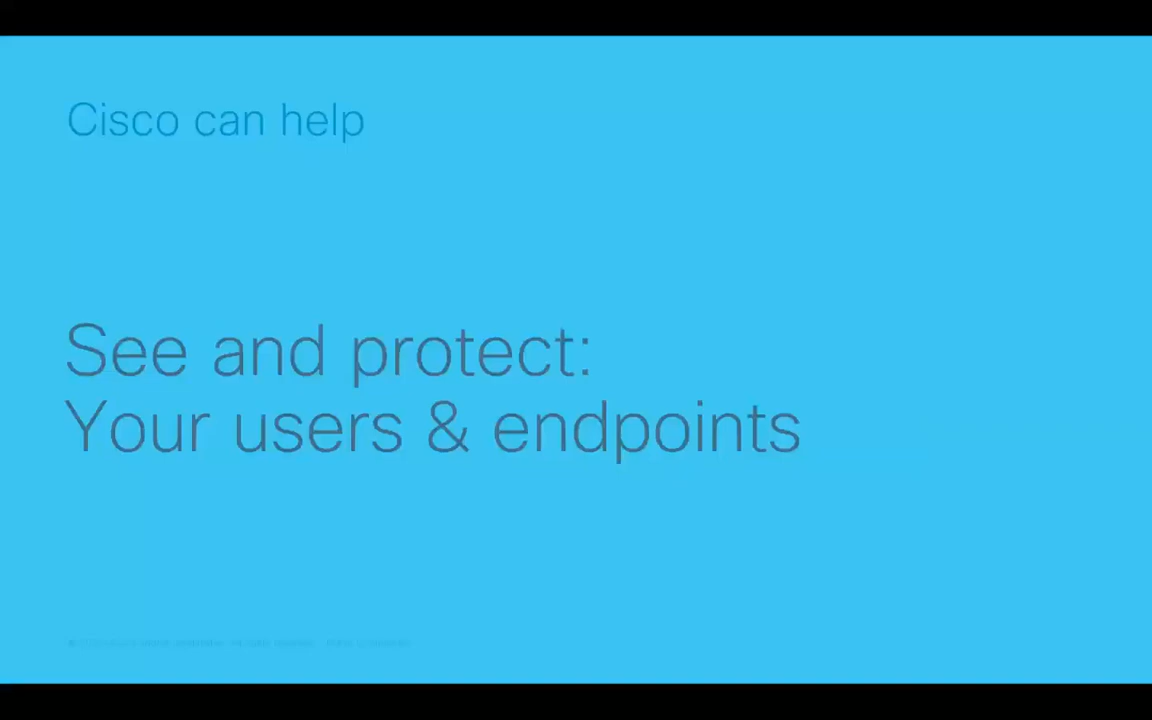 Cisco can help
See and protect:
Your users & endpoints